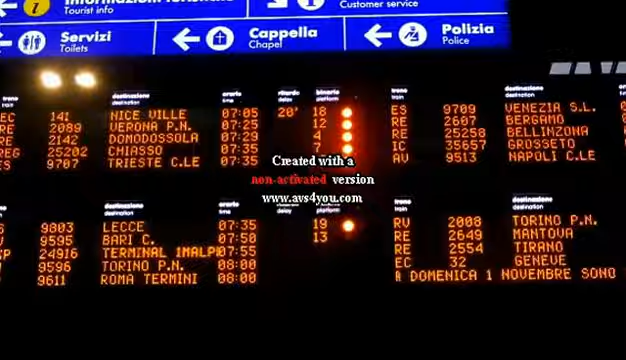 Informazioni Turistiche
Tourist info
Customer service
Servizi
Toilets
Cappella
Chapel
Polizia
Police
treno train destinazione destination orario time ritardo delay binario platform
EC 141 NICE VILLE 07:05 20' 18
RE 2089 VERONA P.N. 07:25 12
RE 2142 DOMODOSSOLA 07:29 4
REG 25202 CHIASSO 07:35 7
ES 9707 TRIESTE C.LE 07:35
treno train destinazione destination
ES 9709 VENEZIA S.L.
RE 2607 BERGAMO
RE 25258 BELLINZONA
IC 35657 GROSSETO
AV 9513 NAPOLI C.LE
Created with a
non-activated version
www.avs4you.com
destinazione destination orario time delay platform
9803 LECCE 07:35 19
9595 BARI C. 07:50 13
24916 TERMINAL 1MALP 07:55
9596 TORINO P.N. 08:00
9611 ROMA TERMINI 08:00
treno train destinazione destination
RV 2008 TORINO P.N.
RE 2649 MANTOVA
RE 2554 TIRANO
EC 32 GENEVE
A DOMENICA 1 NOVEMBRE SONO